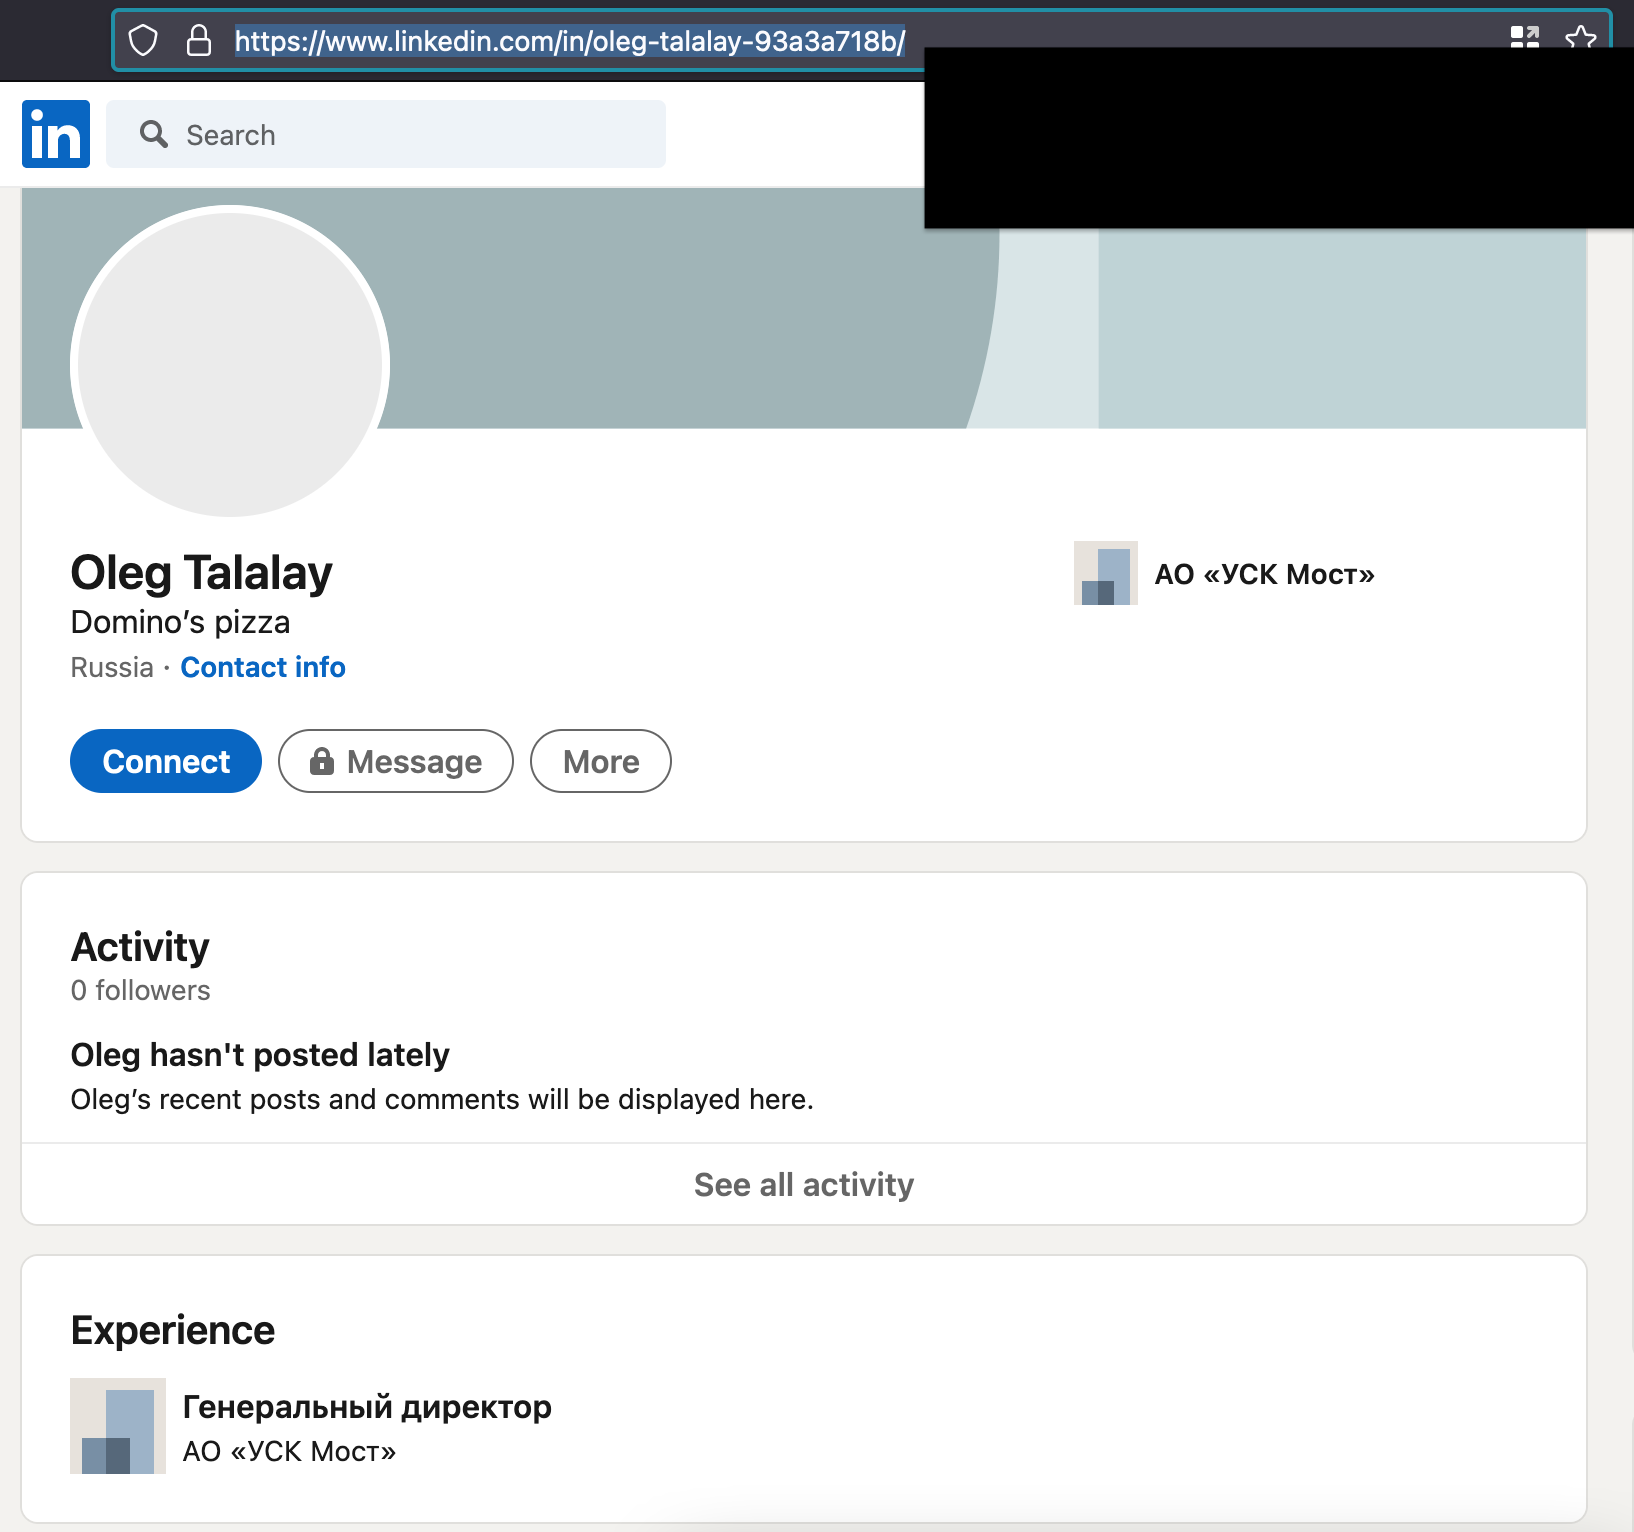 https://www.linkedin.com/in/oleg-talalay-93a3a718b/
in
Search
Oleg Talalay
Domino's pizza
Russia · Contact info
АО «УСК Мост»
Connect
Message
More
Activity
0 followers
Oleg hasn't posted lately
Oleg's recent posts and comments will be displayed here.
See all activity
Experience
Генеральный директор
АО «УСК Мост»